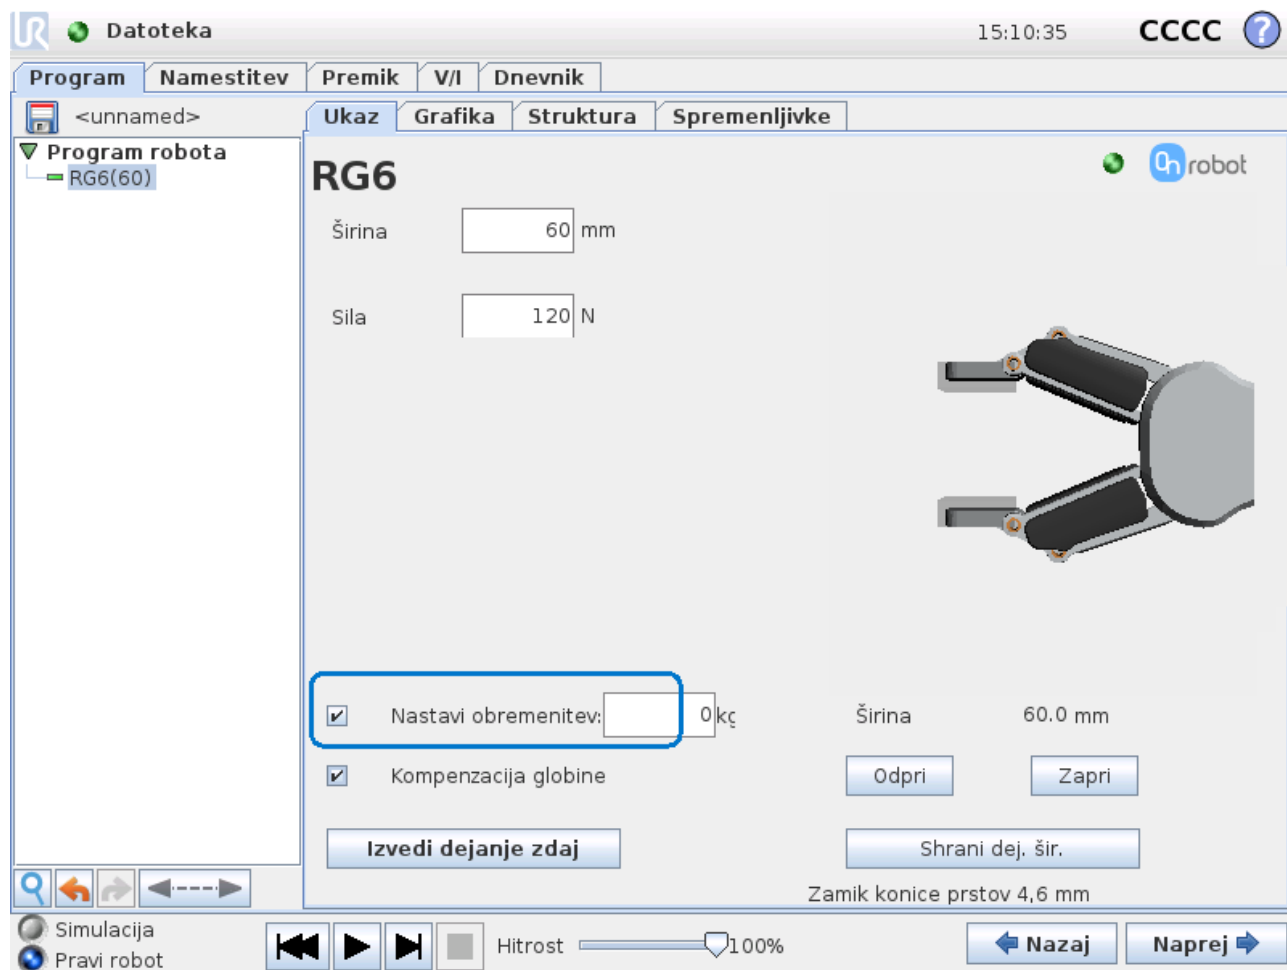 Datoteka 15:10:35 CCCC ?
Program Namestitev Premik V/I Dnevnik
<unnamed> Ukaz Grafika Struktura Spremenljivke
Program robota
RG6(60)
RG6
On robot
Širina 60 mm
Sila 120 N
Nastavi obremenitev: 0 kg
Širina 60.0 mm
Kompenzacija globine
Odpri Zapri
Izvedi dejanje zdaj
Shrani dej. šir.
Zamik konice prstov 4,6 mm
Simulacija
Pravi robot
Hitrost 100%
Nazaj Naprej